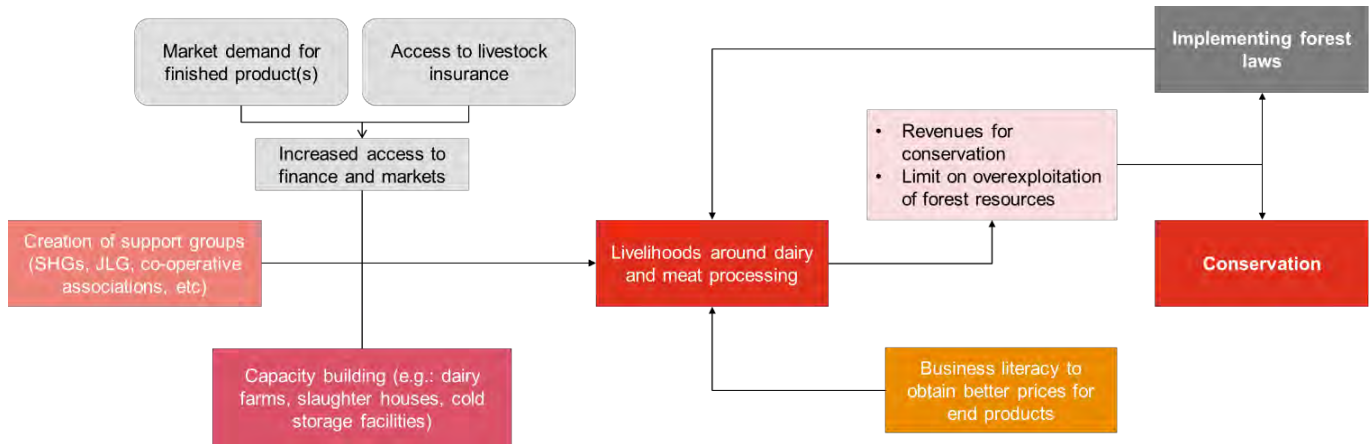 Market demand for
finished product(s)
Access to livestock
insurance
Implementing forest
laws
Increased access to
finance and markets
• Revenues for
conservation
• Limit on overexploitation
of forest resources
Creation of support groups
(SHGs, JLG, co-operative
associations, etc)
Livelihoods around dairy
and meat processing
Conservation
Capacity building (e.g.: dairy
farms, slaughter houses, cold
storage facilities)
Business literacy to
obtain better prices for
end products